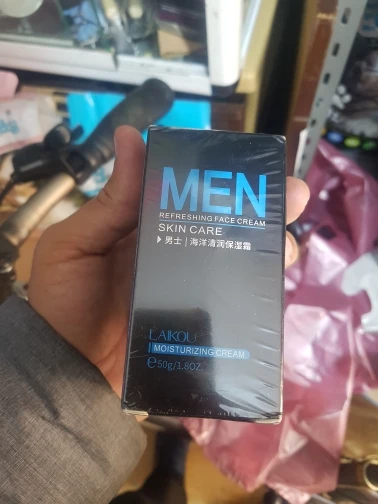 MEN
REFRESHING FACE CREAM
SKIN CARE
▶ 男士 | 海洋清润保湿霜
LAIKOU
MOISTURIZING CREAM
℮50g/1.8OZ.